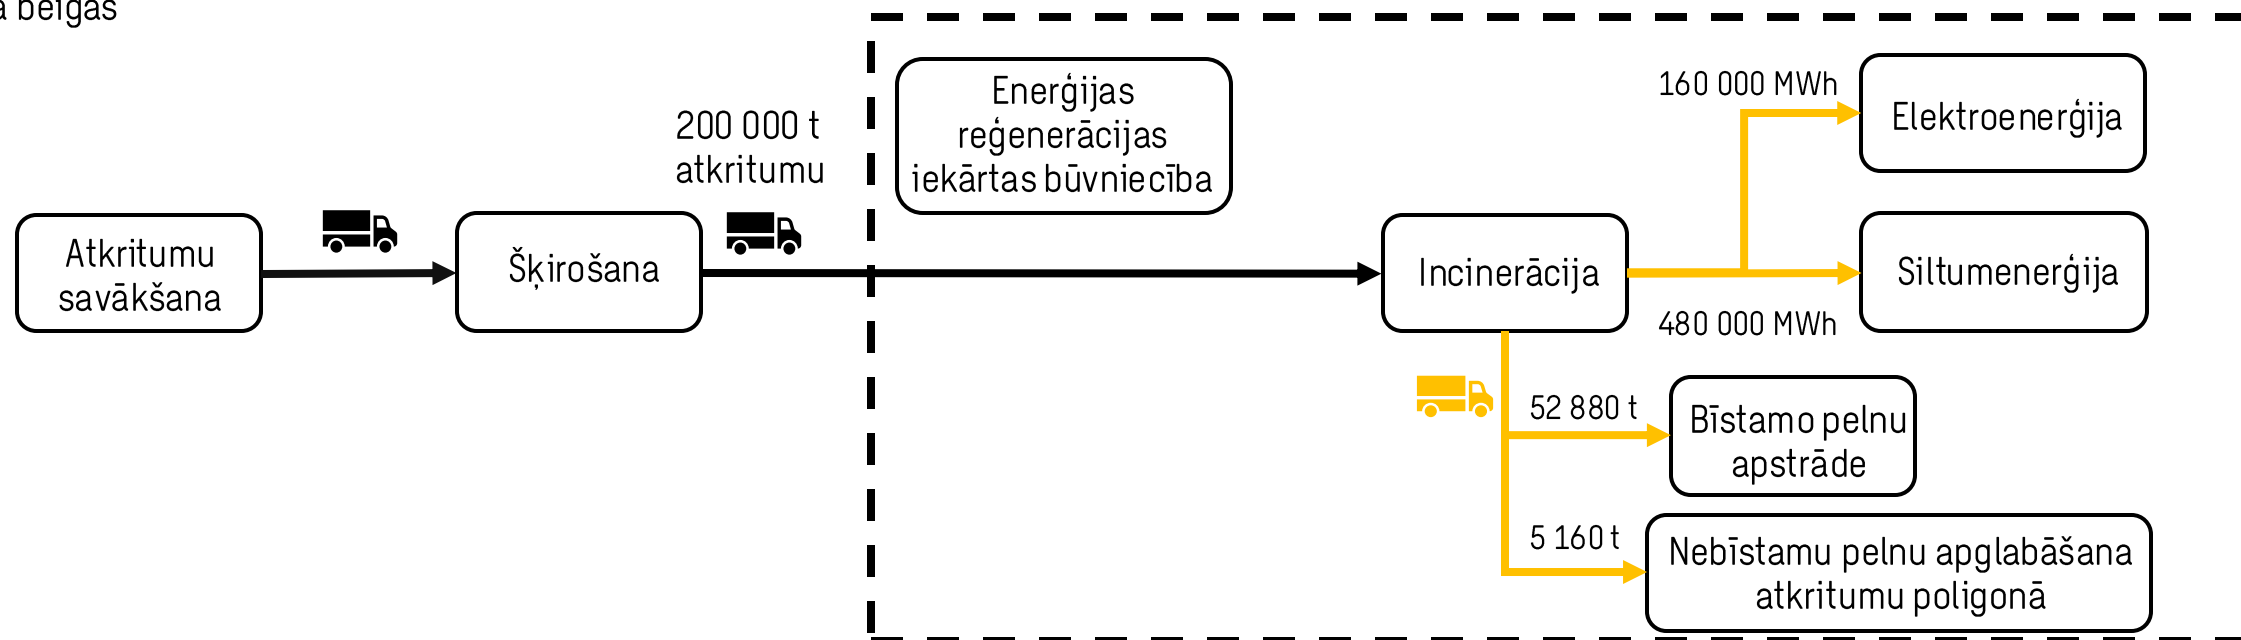 beigas
200 000 t
atkritumu
Atkritumu
savākšana
Šķirošana
Enerģijas
reģenerācijas
iekārtas būvniecība
Incinerācija
160 000 MWh
Elektroenerģija
Siltumenerģija
480 000 MWh
52 880 t
Bīstamo pelnu
apstrāde
5 160 t
Nebīstamu pelnu apglabāšana
atkritumu poligonā